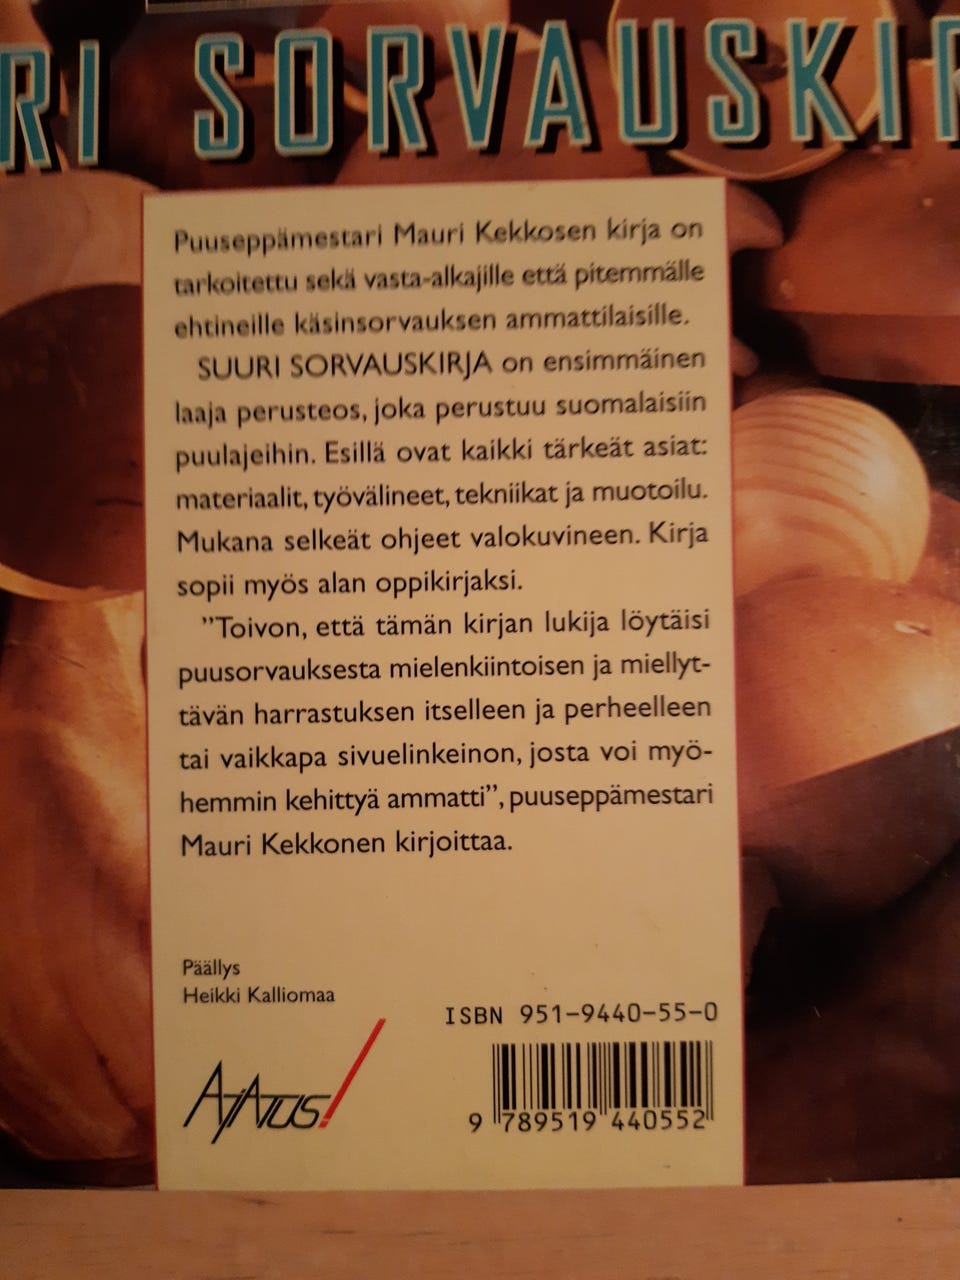 RI SORVAUSKIR
Puuseppämestari Mauri Kekkosen kirja on
tarkoitettu sekä vasta-alkajille että pitemmälle
ehtineille käsinsorvauksen ammattilaisille.
SUURI SORVAUSKIRJA on ensimmäinen
laaja perusteos, joka perustuu suomalaisiin
puulajeihin. Esillä ovat kaikki tärkeät asiat:
materiaalit, työvälineet, tekniikat ja muotoilu.
Mukana selkeät ohjeet valokuvineen. Kirja
sopii myös alan oppikirjaksi.
”Toivon, että tämän kirjan lukija löytäisi
puusorvauksesta mielenkiintoisen ja miellyt-
tävän harrastuksen itselleen ja perheelleen
tai vaikkapa sivuelinkeinon, josta voi myö-
hemmin kehittyä ammatti”, puuseppämestari
Mauri Kekkonen kirjoittaa.
Päällys
Heikki Kalliomaa
ISBN 951-9440-55-0
AjAtus!
9 789519 440552